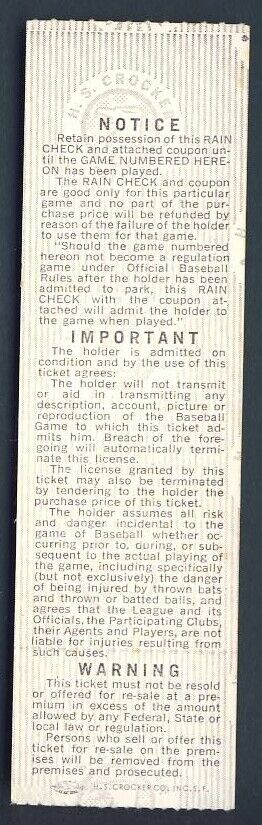 H. S. CROCKER
NOTICE
Retain possession of this RAIN
CHECK and attached coupon un-
til the GAME NUMBERED HERE-
ON has been played.
The RAIN CHECK and coupon
are good only for this particular
game and no part of the pur-
chase price will be refunded by
reason of the failure of the holder
to use them for that game.
"Should the game numbered
hereon not become a regulation
game under Official Baseball
Rules after the holder has been
admitted to park, this RAIN
CHECK with the coupon at-
tached will admit the holder to
the game when played."
IMPORTANT
The holder is admitted on
condition and by the use of this
ticket agrees:
The holder will not transmit
or aid in transmitting any
description, account, picture or
reproduction of the Baseball
Game to which this ticket ad-
mits him. Breach of the fore-
going will automatically termi-
nate this license.
The license granted by this
ticket may also be terminated
by tendering to the holder the
purchase price of this ticket.
The holder assumes all risk
and danger incidental to the
game of Baseball whether oc-
curring prior to, during, or sub-
sequent to the actual playing of
the game, including specifically
(but not exclusively) the danger
of being injured by thrown bats
and thrown or batted balls, and
agrees that the League and its
Officials, the Participating Clubs,
their Agents and Players, are not
liable for injuries resulting from
such causes.
WARNING
This ticket must not be resold
or offered for re-sale at a pre-
mium in excess of the amount
allowed by any Federal, State or
local law or regulation.
Persons who sell or offer this
ticket for re-sale on the prem-
ises will be removed from the
premises and prosecuted.
H. S. CROCKER CO., INC. S. F.